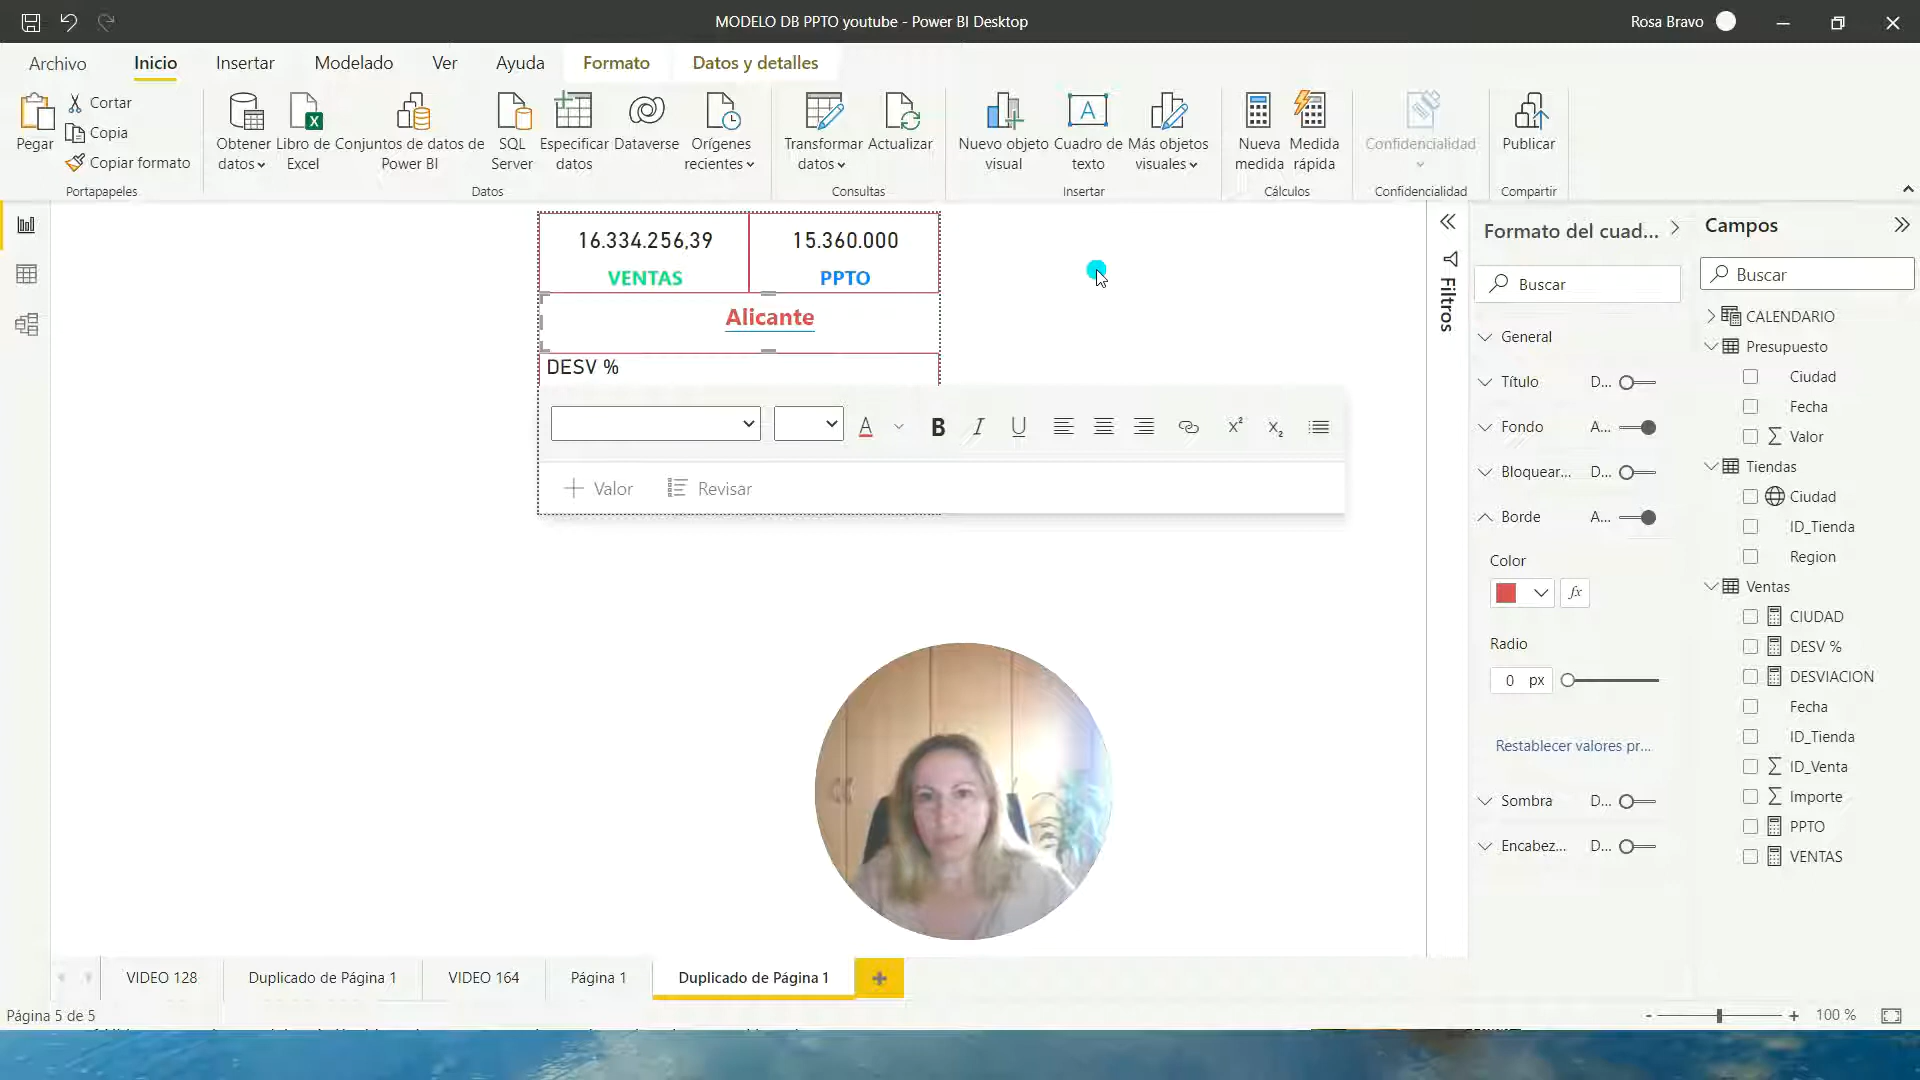 MODELO DB PPTO youtube - Power BI Desktop
Rosa Bravo
Archivo
Inicio
Insertar
Modelado
Ver
Ayuda
Formato
Datos y detalles
Pegar
Cortar
Copia
Copiar formato
Portapapeles
Obtener datos
Libro de Excel
Conjuntos de datos de Power BI
SQL Server
Especificar datos
Dataverse
Orígenes recientes
Datos
Transformar datos
Actualizar
Consultas
Nuevo objeto visual
Cuadro de texto
Más objetos visuales
Insertar
Nueva medida
Medida rápida
Cálculos
Confidencialidad
Confidencialidad
Publicar
Compartir
16.334.256,39
VENTAS
15.360.000
PPTO
Alicante
DESV %
Valor
Revisar
Filtros
Formato del cuad...
Buscar
General
Título D...
Fondo A...
Bloquear... D...
Borde A...
Color
Radio
0 px
Restablecer valores pr...
Sombra D...
Encabez... D...
Campos
Buscar
CALENDARIO
Presupuesto
Ciudad
Fecha
Valor
Tiendas
Ciudad
ID_Tienda
Region
Ventas
CIUDAD
DESV %
DESVIACION
Fecha
ID_Tienda
ID_Venta
Importe
PPTO
VENTAS
VIDEO 128
Duplicado de Página 1
VIDEO 164
Página 1
Duplicado de Página 1
Página 5 de 5
- + 100 %